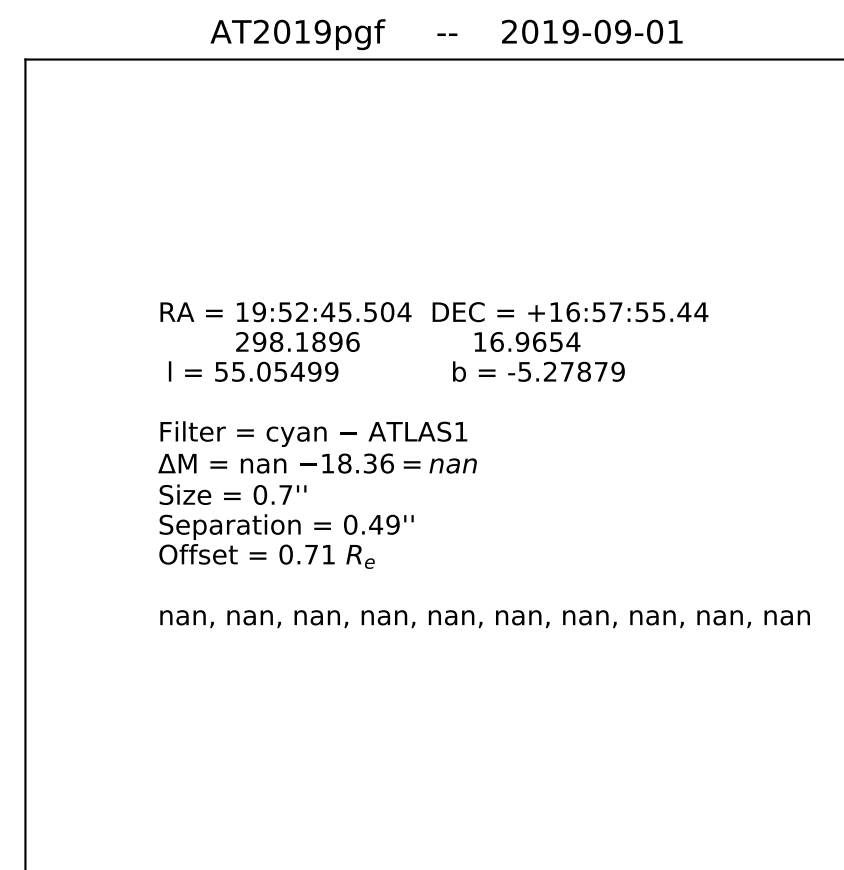 AT2019pgf -- 2019-09-01
RA = 19:52:45.504 DEC = +16:57:55.44
298.1896 16.9654
l = 55.05499 b = -5.27879
Filter = cyan − ATLAS1
ΔM = nan −18.36 = nan
Size = 0.7''
Separation = 0.49''
Offset = 0.71 Rₑ
nan, nan, nan, nan, nan, nan, nan, nan, nan, nan